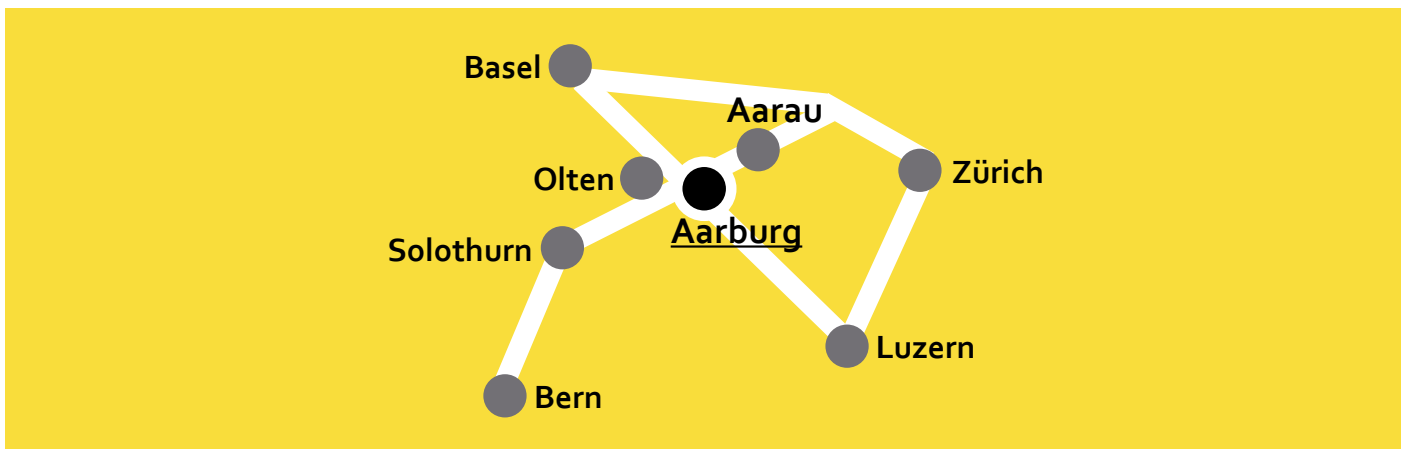 Basel
Aarau
Zürich
Olten
Aarburg
Solothurn
Luzern
Bern